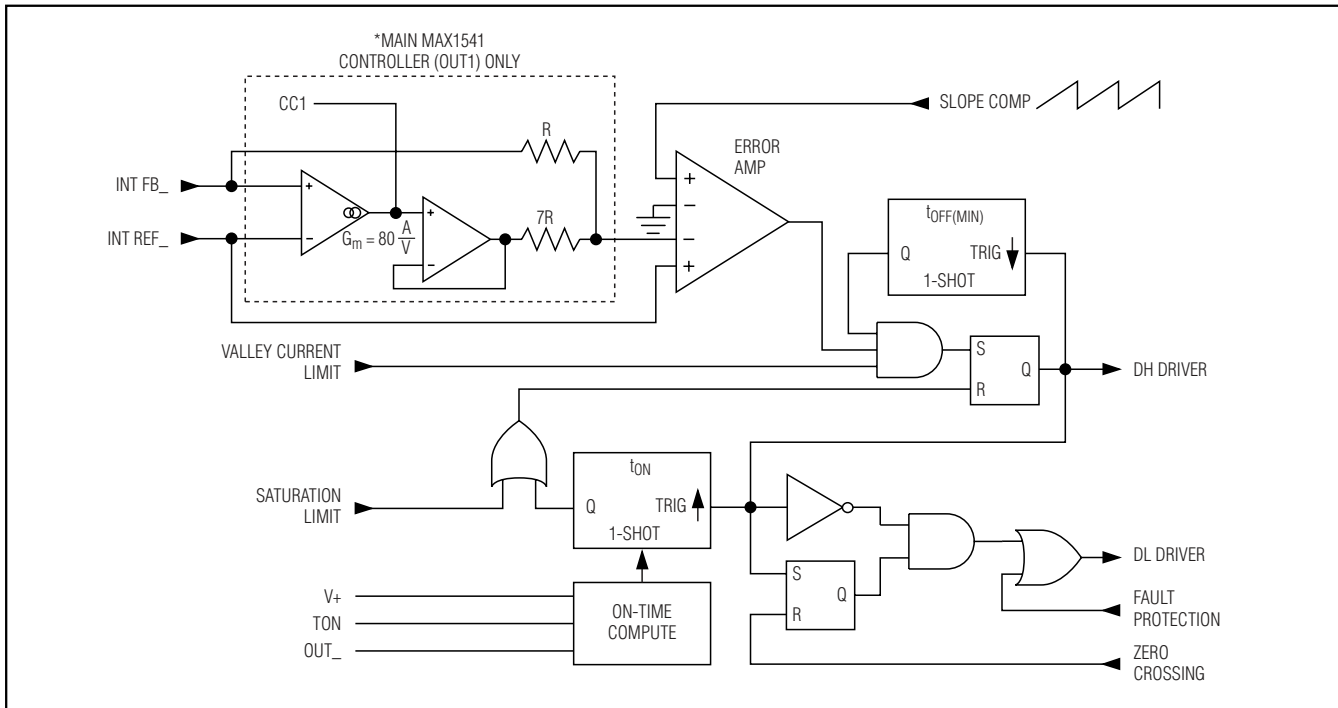 *MAIN MAX1541
CONTROLLER (OUT1) ONLY
CC1
SLOPE COMP
R
ERROR
AMP
INT FB_
+
+
−
tOFF(MIN)
+
7R
Q
TRIG
INT REF_
−
Gm = 80 A/V
−
−
+
1-SHOT
VALLEY CURRENT
LIMIT
S
Q
DH DRIVER
R
tON
SATURATION
LIMIT
Q
TRIG
1-SHOT
DL DRIVER
S
Q
R
V+
TON
OUT_
ON-TIME
COMPUTE
FAULT
PROTECTION
ZERO
CROSSING